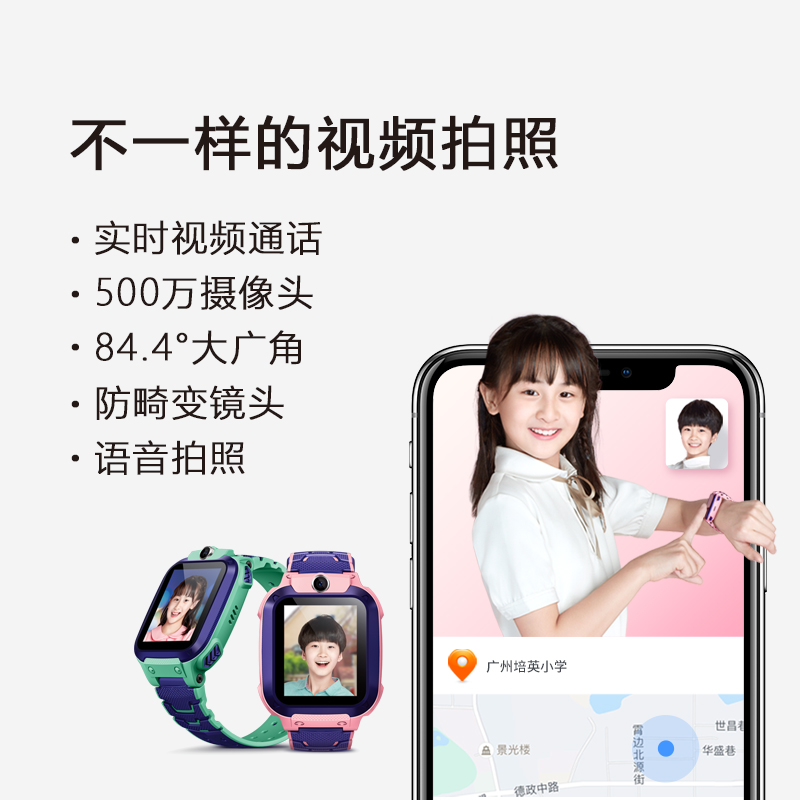 不一样的视频拍照
· 实时视频通话
· 500万摄像头
· 84.4°大广角
· 防畸变镜头
· 语音拍照
广州培英小学
世昌巷
霄边北源街
景光楼
华盛巷
德政中路